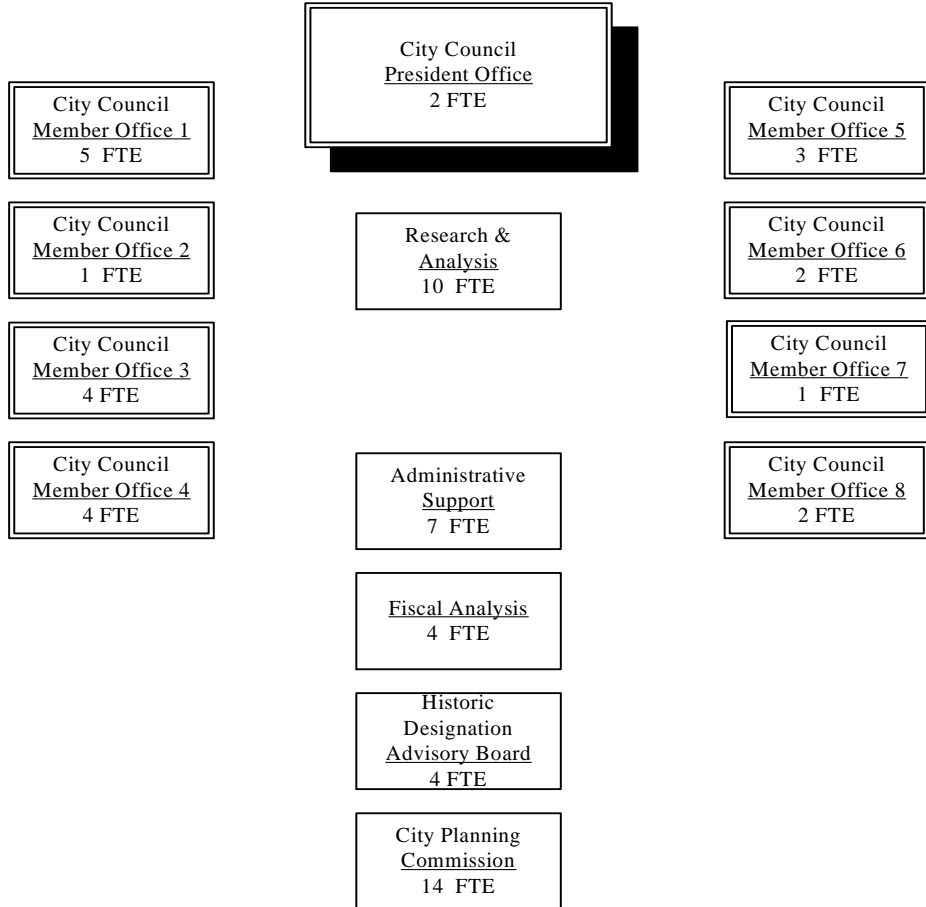 City Council
President Office
2 FTE
City Council
Member Office 1
5 FTE
City Council
Member Office 5
3 FTE
City Council
Member Office 2
1 FTE
Research &
Analysis
10 FTE
City Council
Member Office 6
2 FTE
City Council
Member Office 3
4 FTE
City Council
Member Office 7
1 FTE
City Council
Member Office 4
4 FTE
Administrative
Support
7 FTE
City Council
Member Office 8
2 FTE
Fiscal Analysis
4 FTE
Historic
Designation
Advisory Board
4 FTE
City Planning
Commission
14 FTE